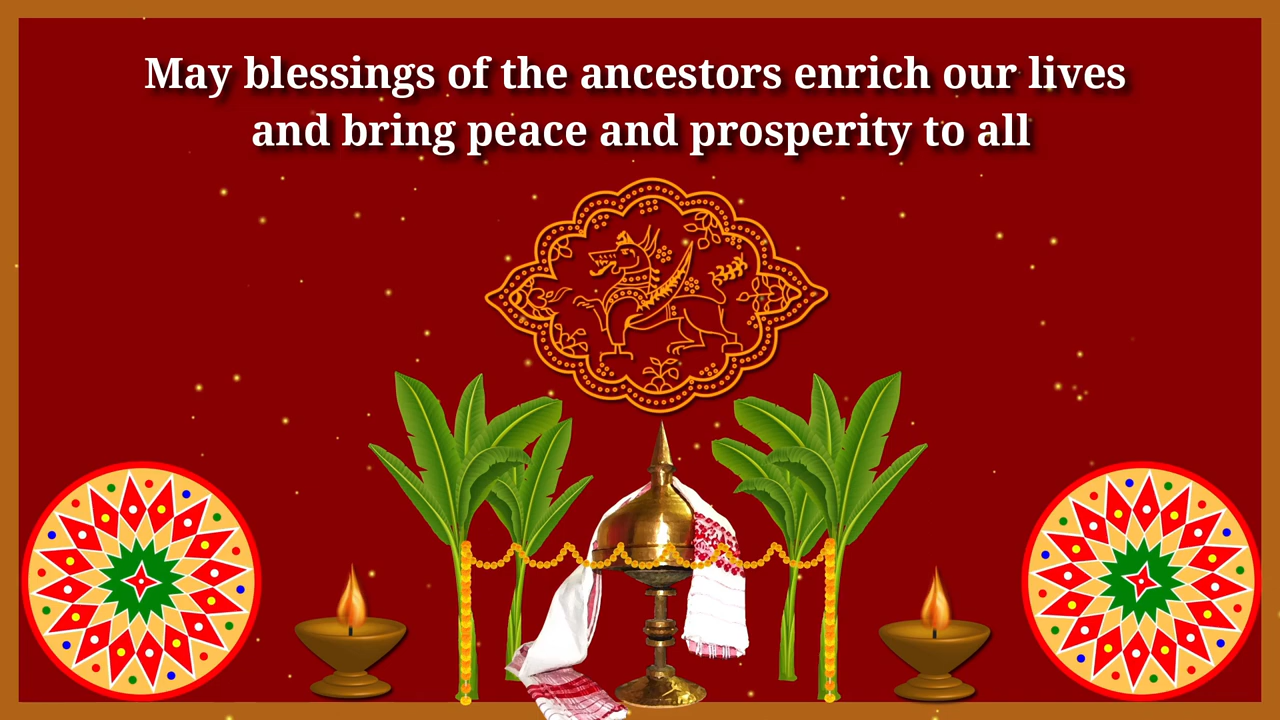 May blessings of the ancestors enrich our lives
and bring peace and prosperity to all